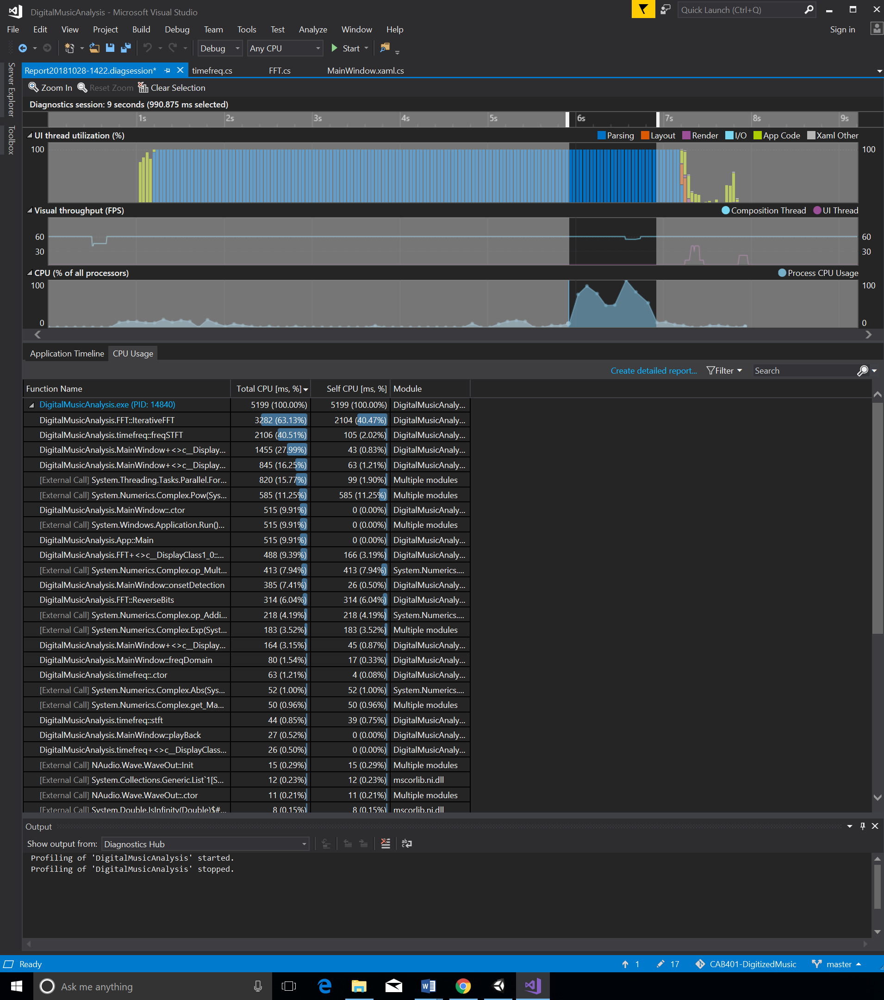 DigitalMusicAnalysis - Microsoft Visual Studio
Quick Launch (Ctrl+Q)
File Edit View Project Build Debug Team Tools Test Analyze Window Help
Sign in
Debug Any CPU Start
Server Explorer
Toolbox
Report20181028-1422.diagsession* timefreq.cs FFT.cs MainWindow.xaml.cs
Zoom In Reset Zoom Clear Selection
Diagnostics session: 9 seconds (990.875 ms selected)
1s 2s 3s 4s 5s 6s 7s 8s 9s
UI thread utilization (%) Parsing Layout Render I/O App Code Xaml Other
100 100
Visual throughput (FPS) Composition Thread UI Thread
60 60
30 30
CPU (% of all processors) Process CPU Usage
100 100
0 0
Application Timeline CPU Usage
Create detailed report... Filter Search
Function Name Total CPU [ms, %] Self CPU [ms, %] Module
DigitalMusicAnalysis.exe (PID: 14840) 5199 (100.00%) 5199 (100.00%) DigitalMusicAnaly...
DigitalMusicAnalysis.FFT::IterativeFFT 3282 (63.13%) 2104 (40.47%) DigitalMusicAnaly...
DigitalMusicAnalysis.timefreq::freqSTFT 2106 (40.51%) 105 (2.02%) DigitalMusicAnaly...
DigitalMusicAnalysis.MainWindow+<>c__Display... 1455 (27.99%) 43 (0.83%) DigitalMusicAnaly...
DigitalMusicAnalysis.MainWindow+<>c__Display... 845 (16.25%) 63 (1.21%) DigitalMusicAnaly...
[External Call] System.Threading.Tasks.Parallel.For... 820 (15.77%) 99 (1.90%) Multiple modules
[External Call] System.Numerics.Complex.Pow(Sys... 585 (11.25%) 585 (11.25%) Multiple modules
DigitalMusicAnalysis.MainWindow::.ctor 515 (9.91%) 0 (0.00%) DigitalMusicAnaly...
[External Call] System.Windows.Application.Run()... 515 (9.91%) 0 (0.00%) Multiple modules
DigitalMusicAnalysis.App::Main 515 (9.91%) 0 (0.00%) DigitalMusicAnaly...
DigitalMusicAnalysis.FFT+<>c__DisplayClass1_0::... 488 (9.39%) 166 (3.19%) DigitalMusicAnaly...
[External Call] System.Numerics.Complex.op_Mult... 413 (7.94%) 413 (7.94%) System.Numerics....
DigitalMusicAnalysis.MainWindow::onsetDetection 385 (7.41%) 26 (0.50%) DigitalMusicAnaly...
DigitalMusicAnalysis.FFT::ReverseBits 314 (6.04%) 314 (6.04%) DigitalMusicAnaly...
[External Call] System.Numerics.Complex.op_Addi... 218 (4.19%) 218 (4.19%) System.Numerics....
[External Call] System.Numerics.Complex.Exp(Syst... 183 (3.52%) 183 (3.52%) Multiple modules
DigitalMusicAnalysis.MainWindow+<>c__Display... 164 (3.15%) 45 (0.87%) DigitalMusicAnaly...
DigitalMusicAnalysis.MainWindow::freqDomain 80 (1.54%) 17 (0.33%) DigitalMusicAnaly...
DigitalMusicAnalysis.timefreq::.ctor 63 (1.21%) 4 (0.08%) DigitalMusicAnaly...
[External Call] System.Numerics.Complex.Abs(Sys... 52 (1.00%) 52 (1.00%) System.Numerics....
[External Call] System.Numerics.Complex.get_Ma... 50 (0.96%) 50 (0.96%) Multiple modules
DigitalMusicAnalysis.timefreq::stft 44 (0.85%) 39 (0.75%) DigitalMusicAnaly...
DigitalMusicAnalysis.MainWindow::playBack 27 (0.52%) 0 (0.00%) DigitalMusicAnaly...
DigitalMusicAnalysis.timefreq+<>c__DisplayClass... 26 (0.50%) 0 (0.00%) DigitalMusicAnaly...
[External Call] NAudio.Wave.WaveOut::Init 15 (0.29%) 15 (0.29%) Multiple modules
[External Call] System.Collections.Generic.List`1[S... 12 (0.23%) 12 (0.23%) mscorlib.ni.dll
[External Call] NAudio.Wave.WaveOut::.ctor 11 (0.21%) 11 (0.21%) Multiple modules
[External Call] System.Double.IsInfinity(Double)$#... 8 (0.15%) 8 (0.15%) mscorlib.ni.dll
Output
Show output from: Diagnostics Hub
Profiling of 'DigitalMusicAnalysis' started.
Profiling of 'DigitalMusicAnalysis' stopped.
Ready 1 17 CAB401-DigitizedMusic master
Ask me anything